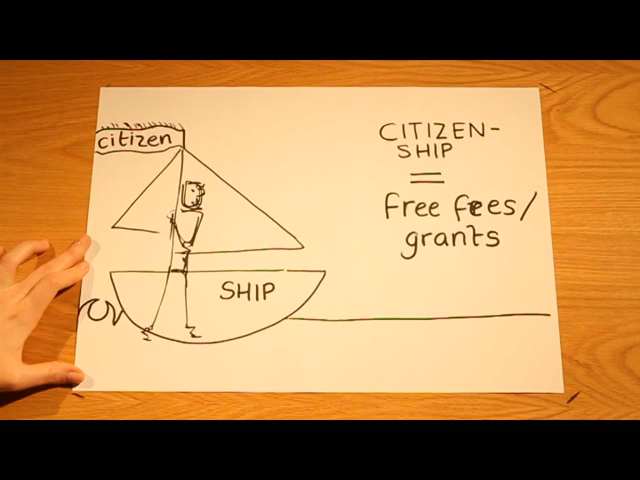 citizen
SHIP
CITIZEN-
SHIP
=
free fees/
grants